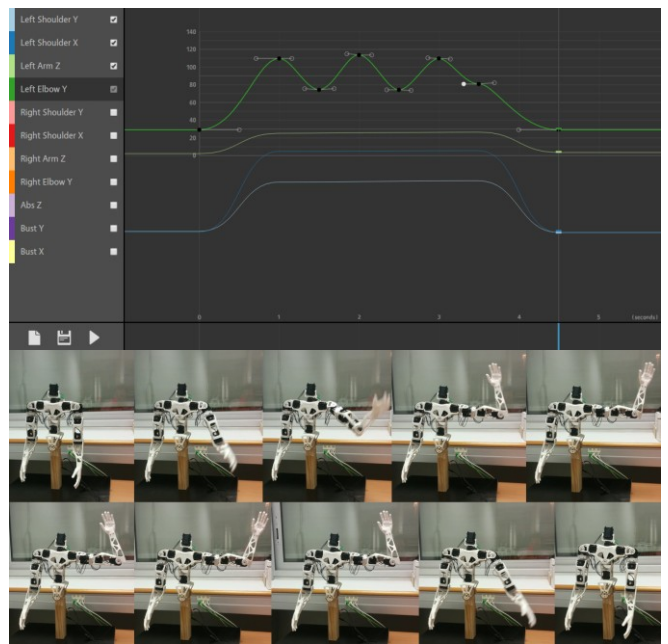 Left Shoulder Y
Left Shoulder X
Left Arm Z
Left Elbow Y
Right Shoulder Y
Right Shoulder X
Right Arm Z
Right Elbow Y
Abs Z
Bust Y
Bust X
140
120
100
80
60
40
20
0
0 1 2 3 4 5 (seconds)